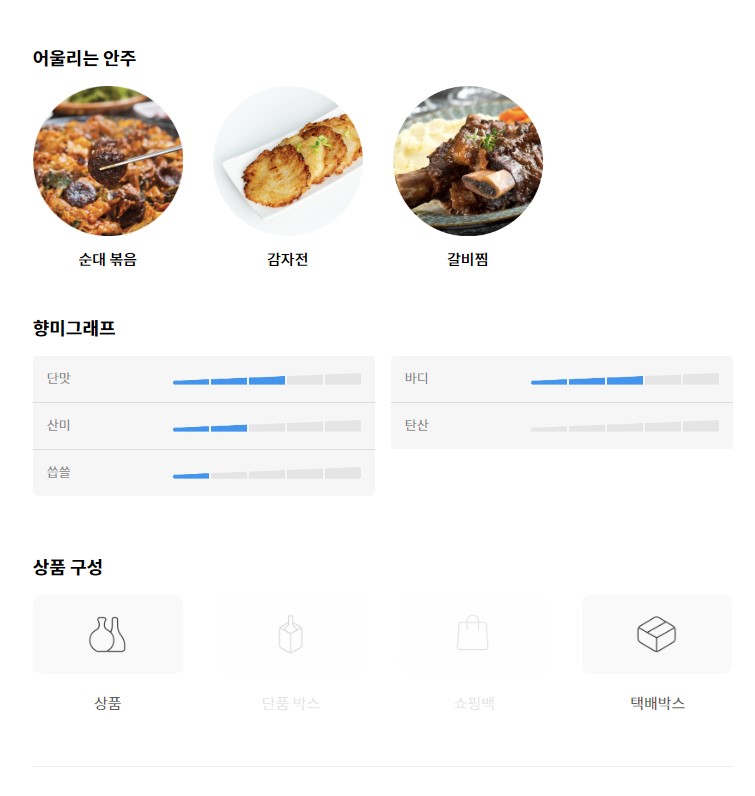 어울리는 안주
순대 볶음 감자전 갈비찜
향미그래프
단맛 바디
산미 탄산
씁쓸
상품 구성
상품 단품 박스 쇼핑백 택배박스